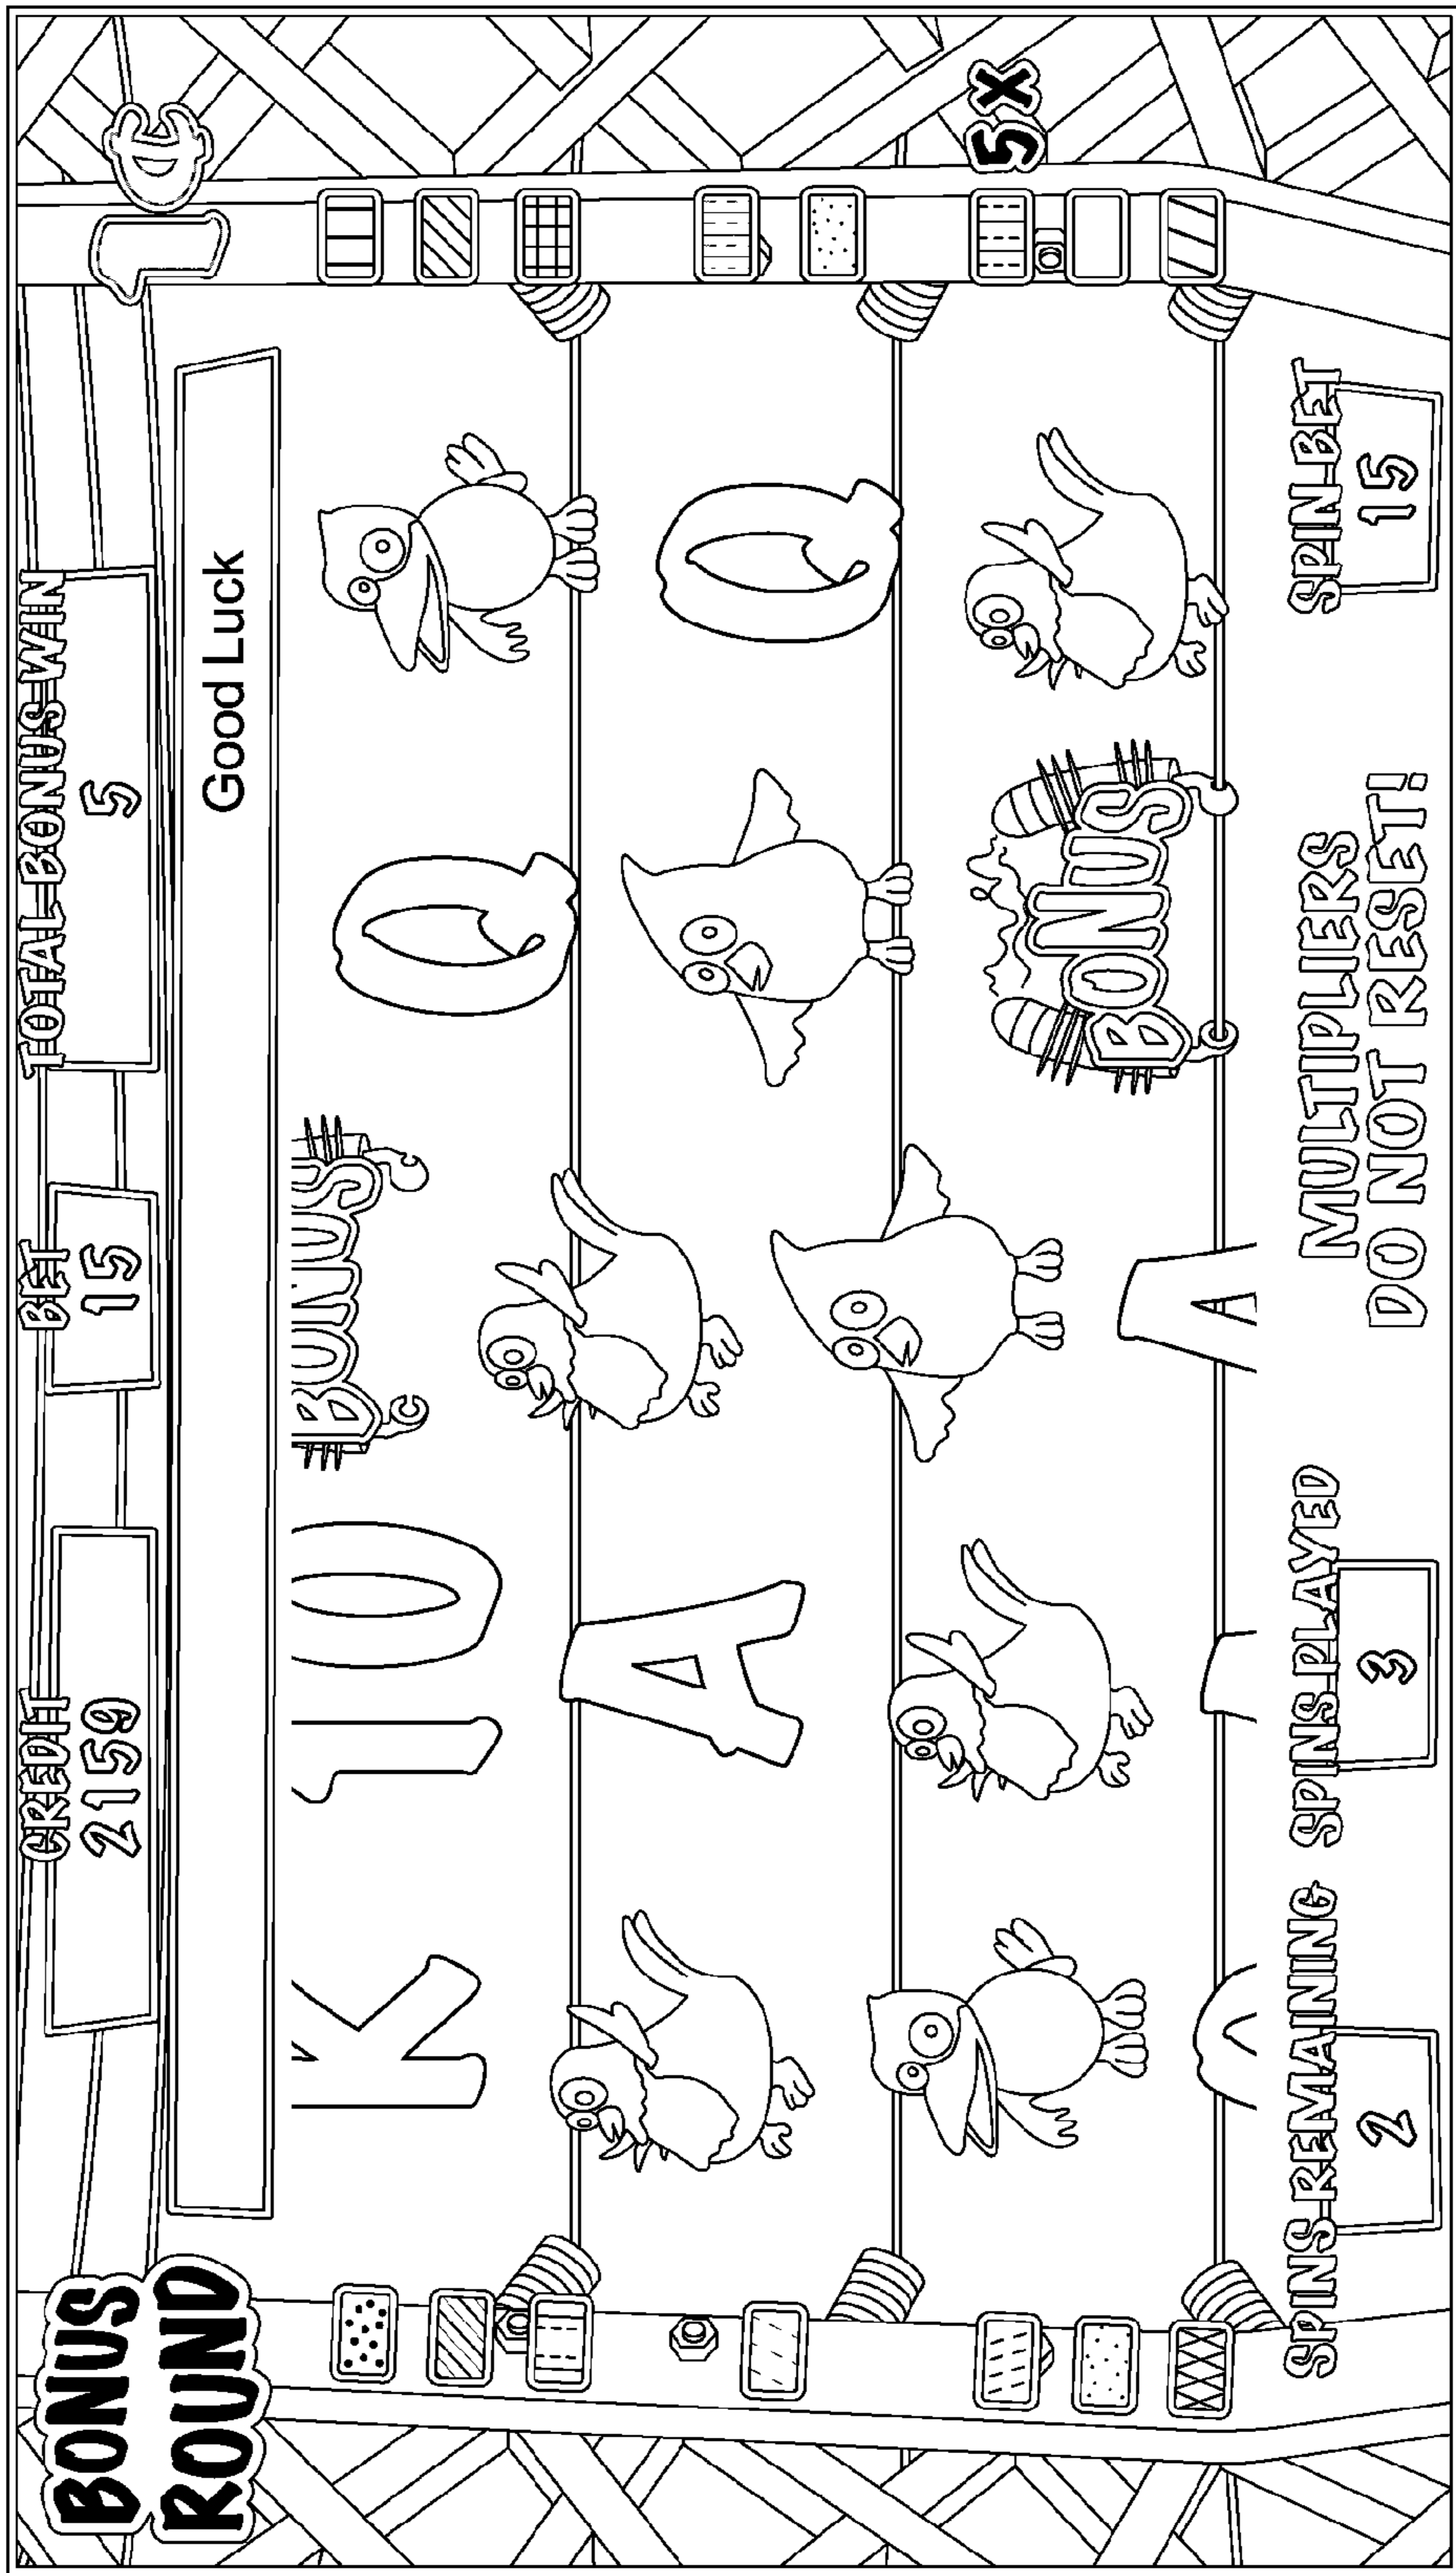 BONUS
ROUND
CREDIT
2159
BET
15
TOTAL BONUS WIN
5
1¢
Good Luck
K
10
BONUS
Q
A
Q
BONUS
A
5X
SPINS REMAINING
2
SPINS PLAYED
3
MULTIPLIERS
DO NOT RESET!
SPIN BET
15